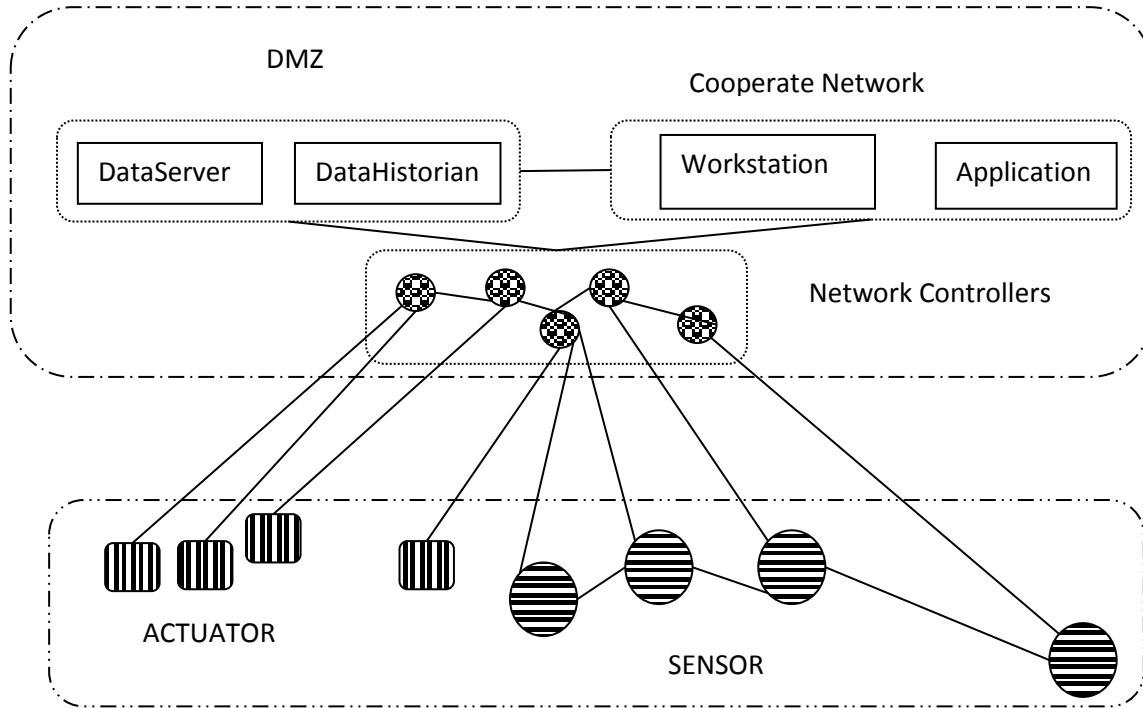 DMZ
Cooperate Network
DataServer
DataHistorian
Workstation
Application
Network Controllers
ACTUATOR
SENSOR